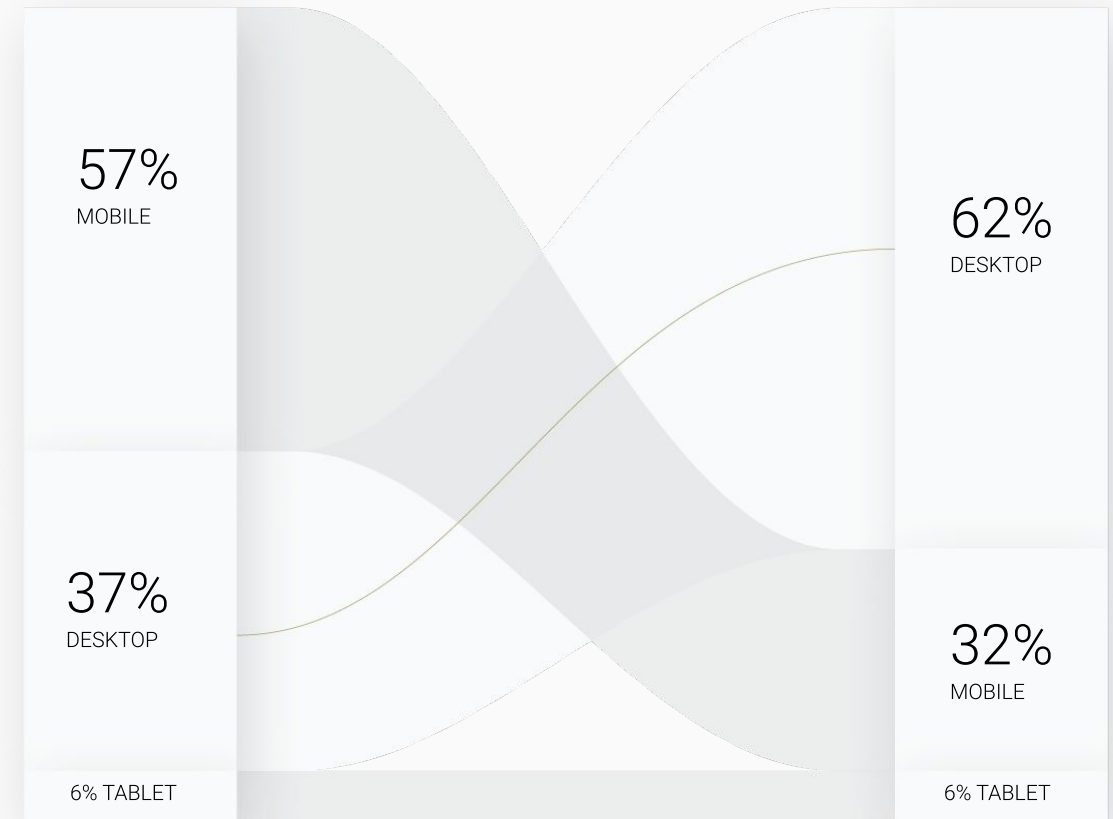 57%
MOBILE
37%
DESKTOP
6% TABLET
62%
DESKTOP
32%
MOBILE
6% TABLET